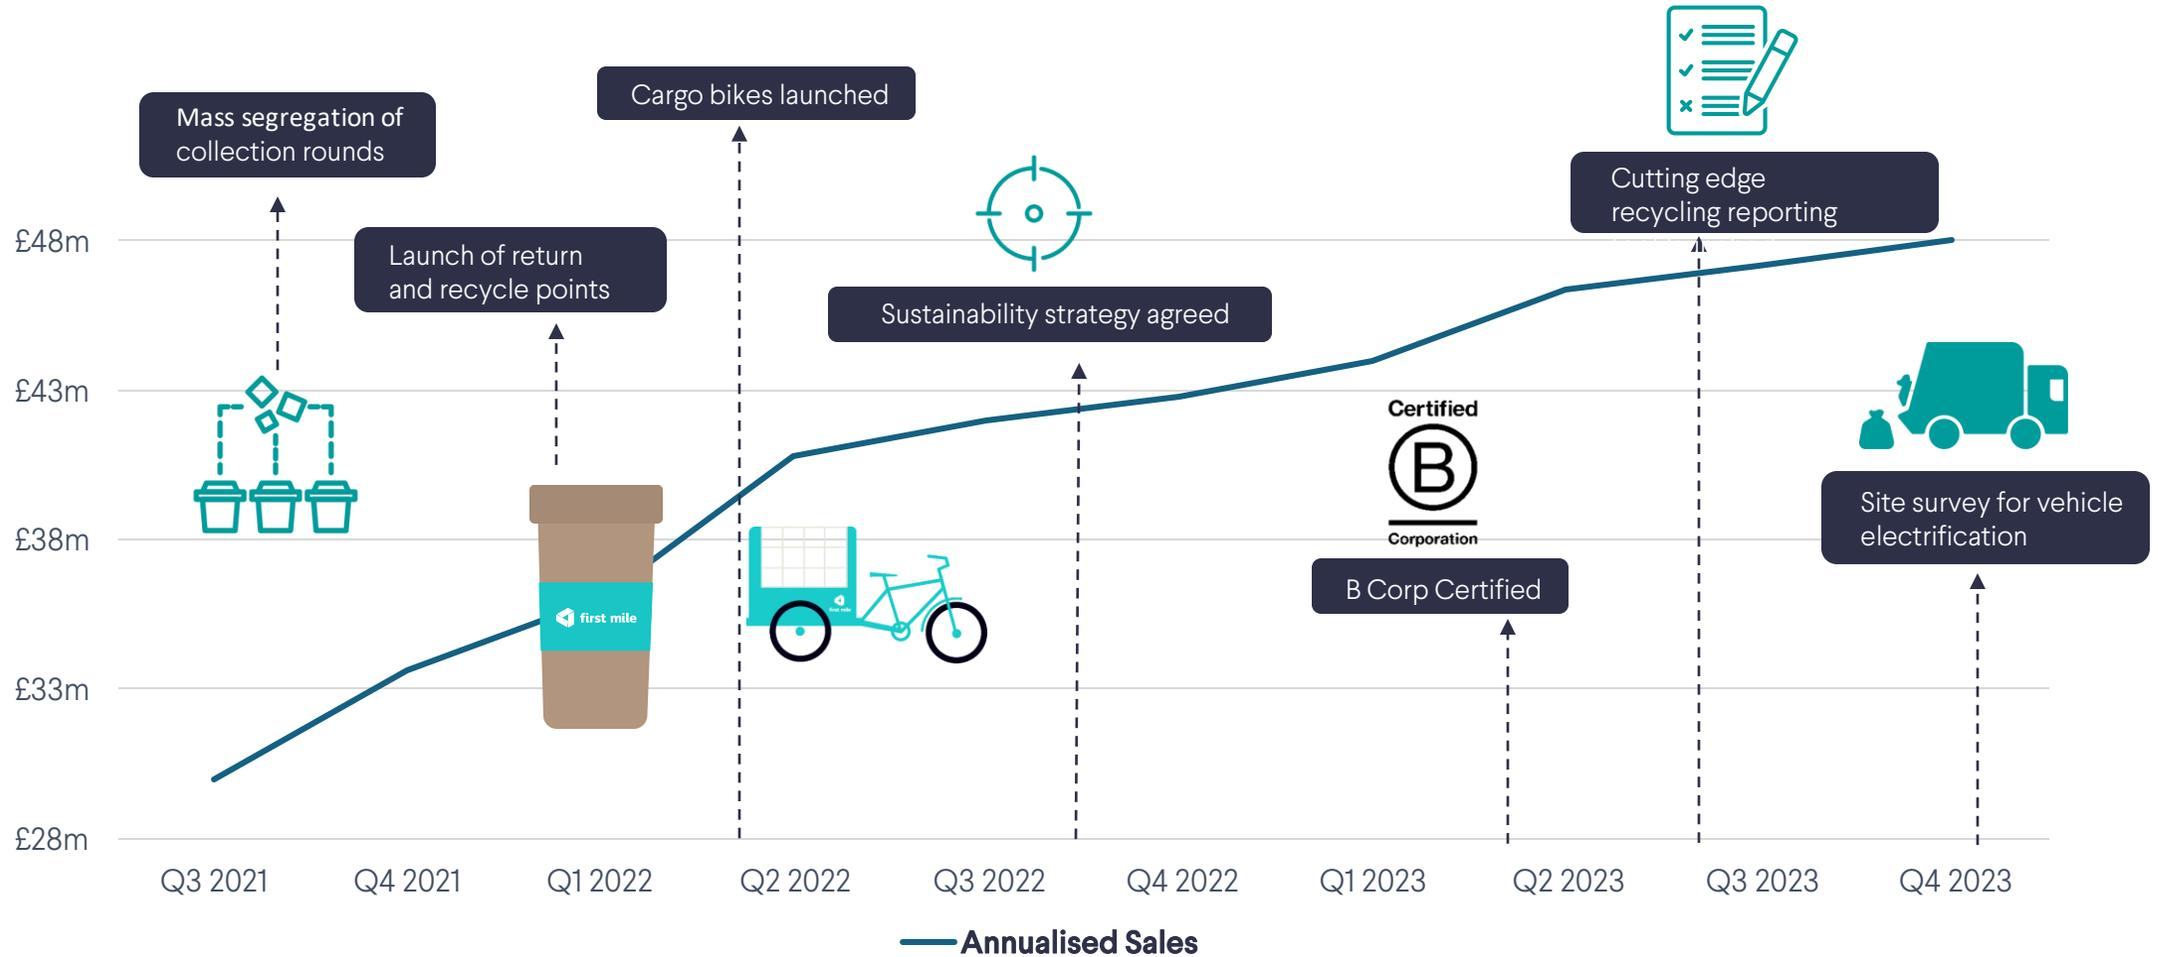 Cargo bikes launched
Mass segregation of
collection rounds
Cutting edge
recycling reporting
£48m
Launch of return
and recycle points
Sustainability strategy agreed
£43m
Certified
B
Corporation
Site survey for vehicle
electrification
£38m
B Corp Certified
first mile
first mile
£33m
£28m
Q3 2021
Q4 2021
Q1 2022
Q2 2022
Q3 2022
Q4 2022
Q1 2023
Q2 2023
Q3 2023
Q4 2023
Annualised Sales